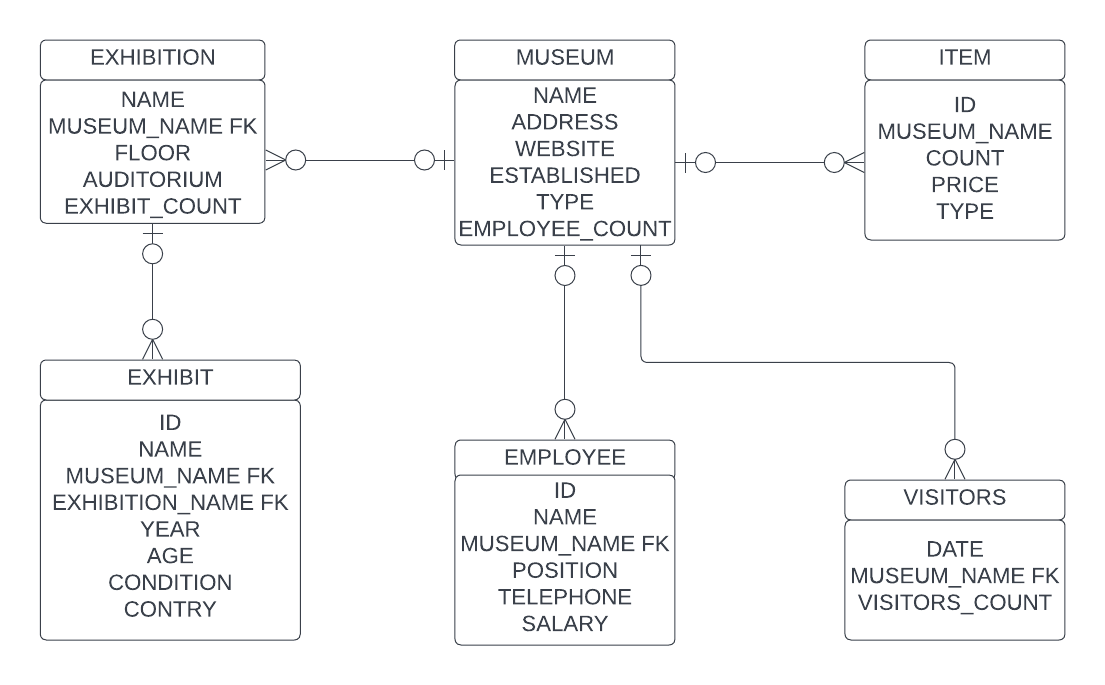 EXHIBITION
NAME
MUSEUM_NAME FK
FLOOR
AUDITORIUM
EXHIBIT_COUNT
MUSEUM
NAME
ADDRESS
WEBSITE
ESTABLISHED
TYPE
EMPLOYEE_COUNT
ITEM
ID
MUSEUM_NAME
COUNT
PRICE
TYPE
EXHIBIT
ID
NAME
MUSEUM_NAME FK
EXHIBITION_NAME FK
YEAR
AGE
CONDITION
CONTRY
EMPLOYEE
ID
NAME
MUSEUM_NAME FK
POSITION
TELEPHONE
SALARY
VISITORS
DATE
MUSEUM_NAME FK
VISITORS_COUNT